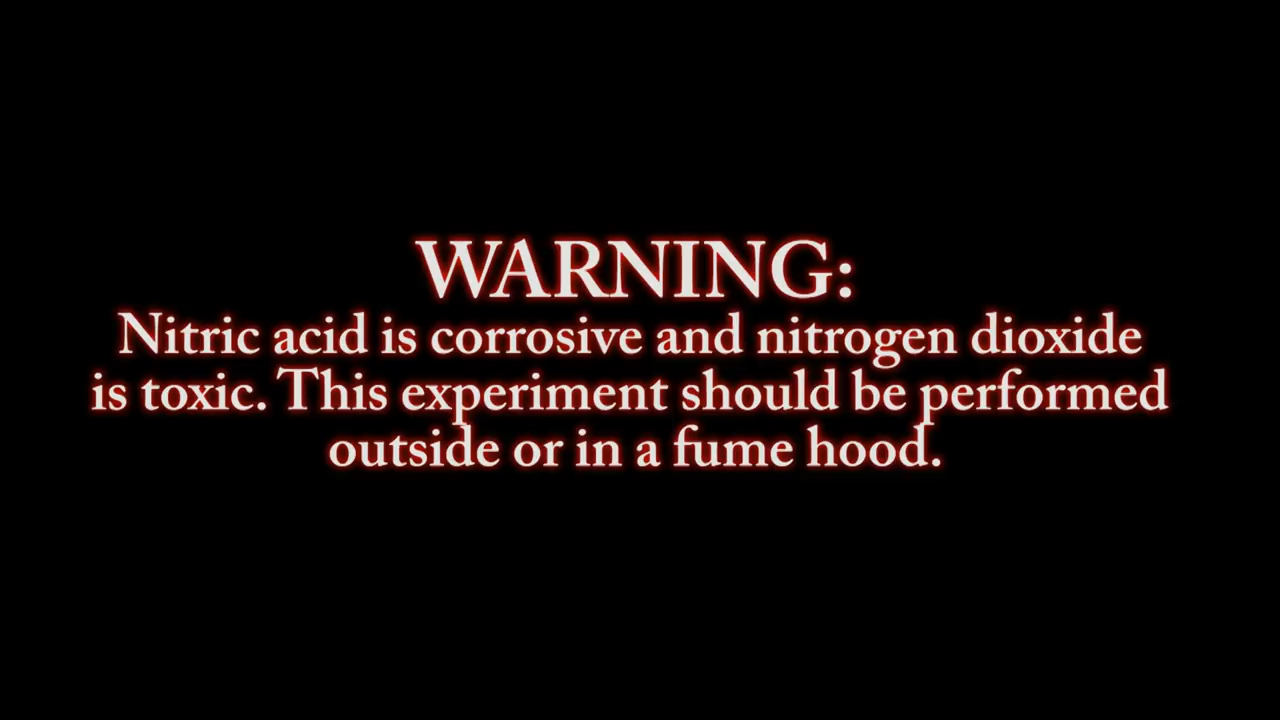 WARNING:
Nitric acid is corrosive and nitrogen dioxide
is toxic. This experiment should be performed
outside or in a fume hood.